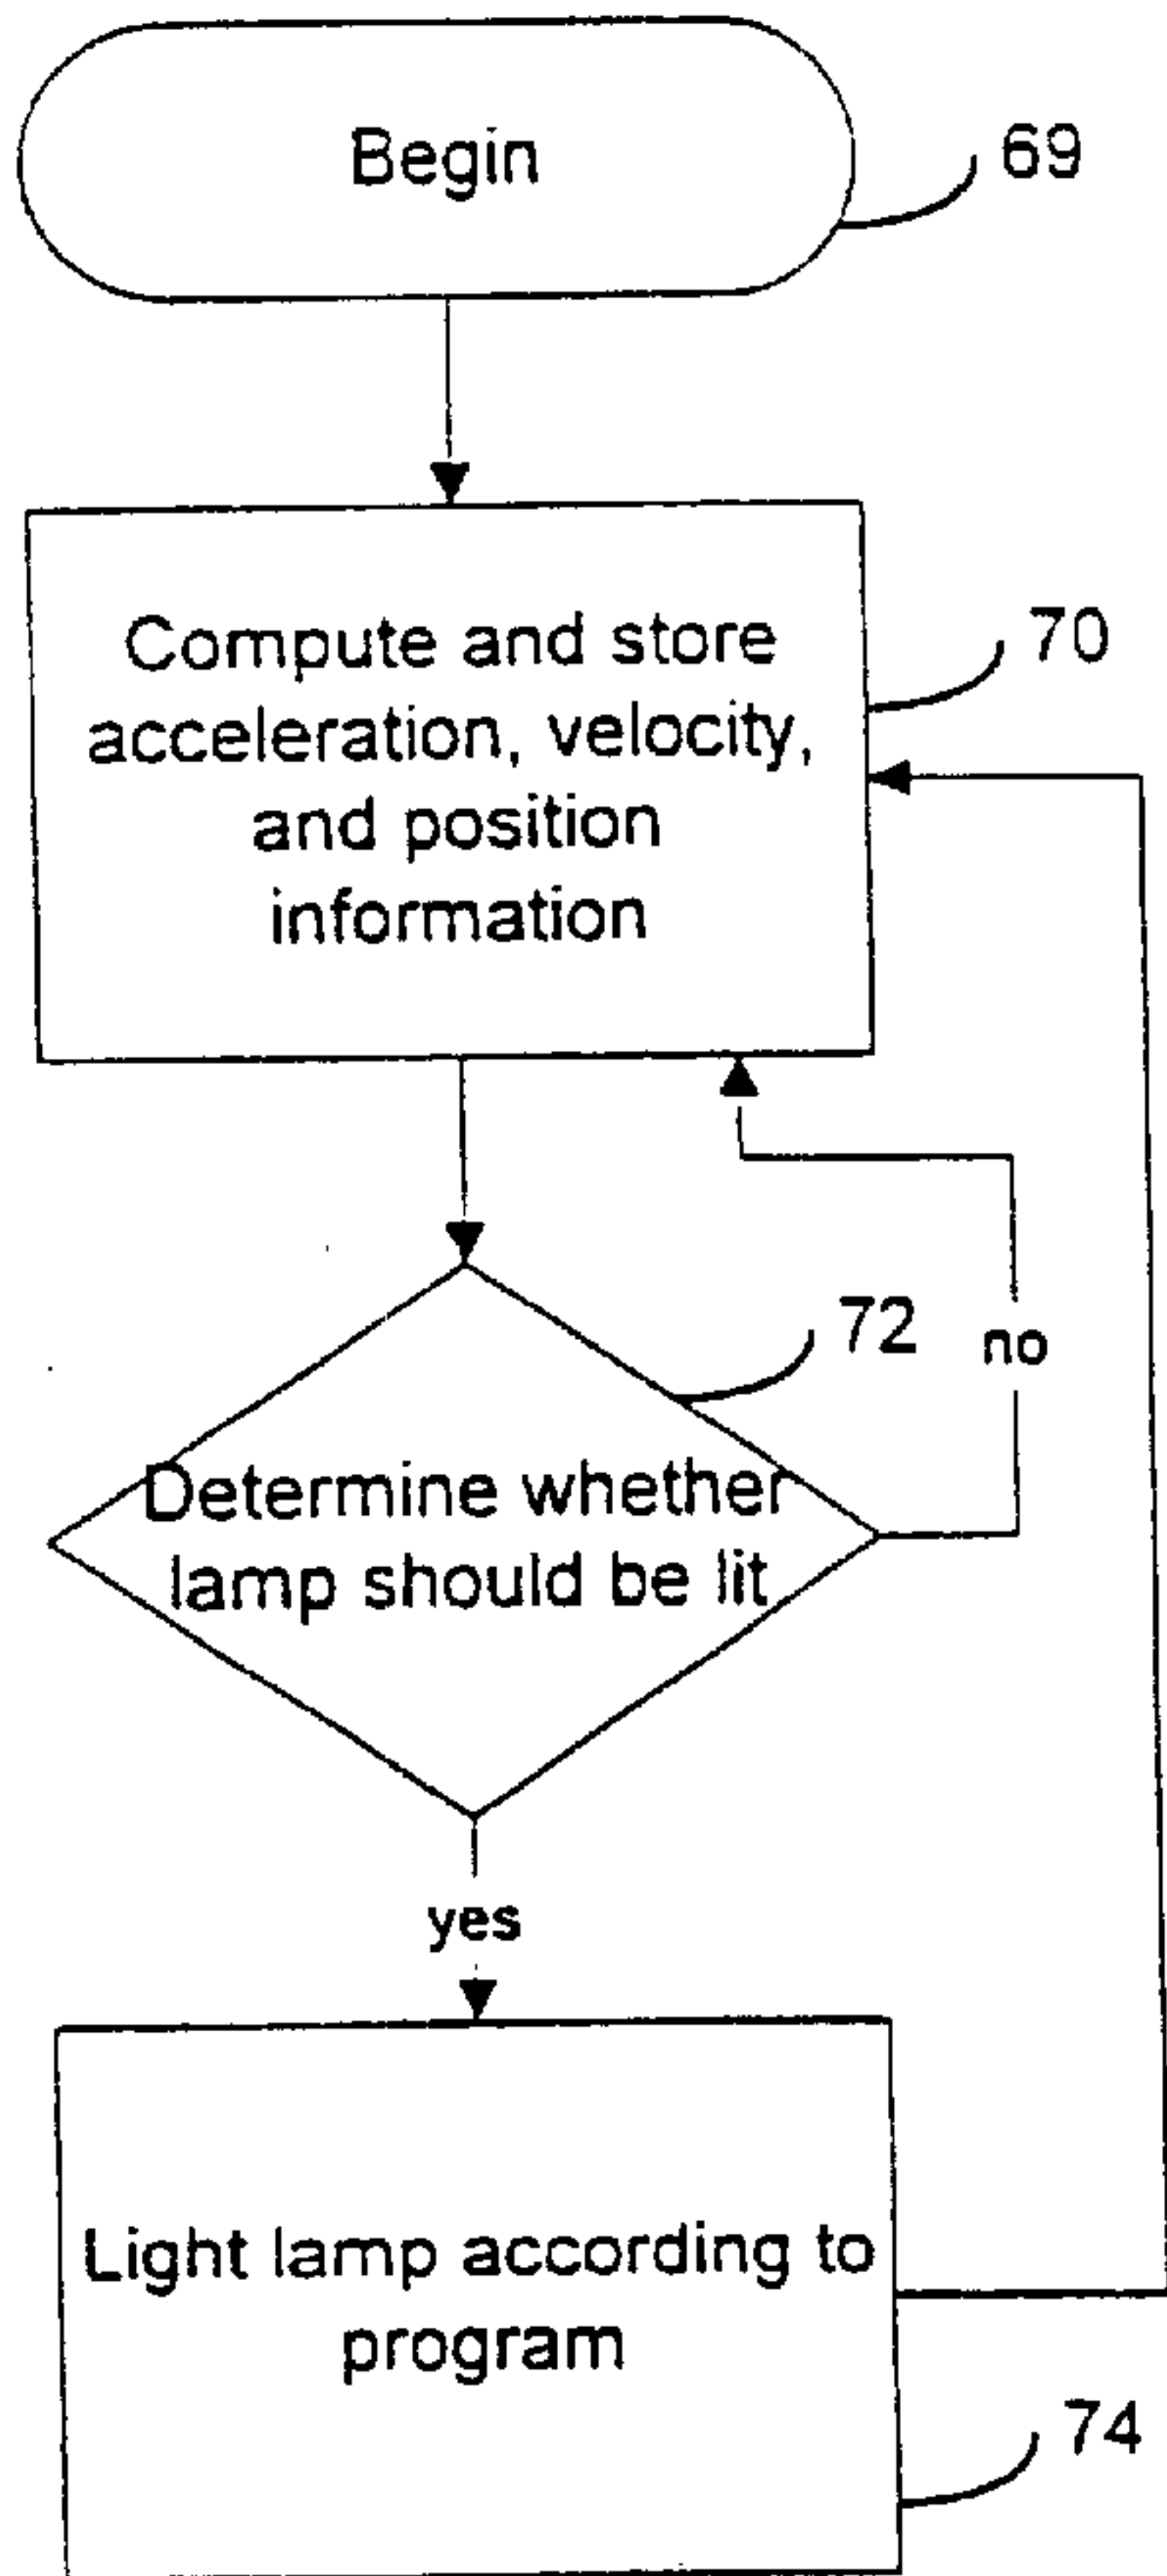 Begin
69
Compute and store
acceleration, velocity,
and position
information
70
72
no
Determine whether
lamp should be lit
yes
Light lamp according to
program
74